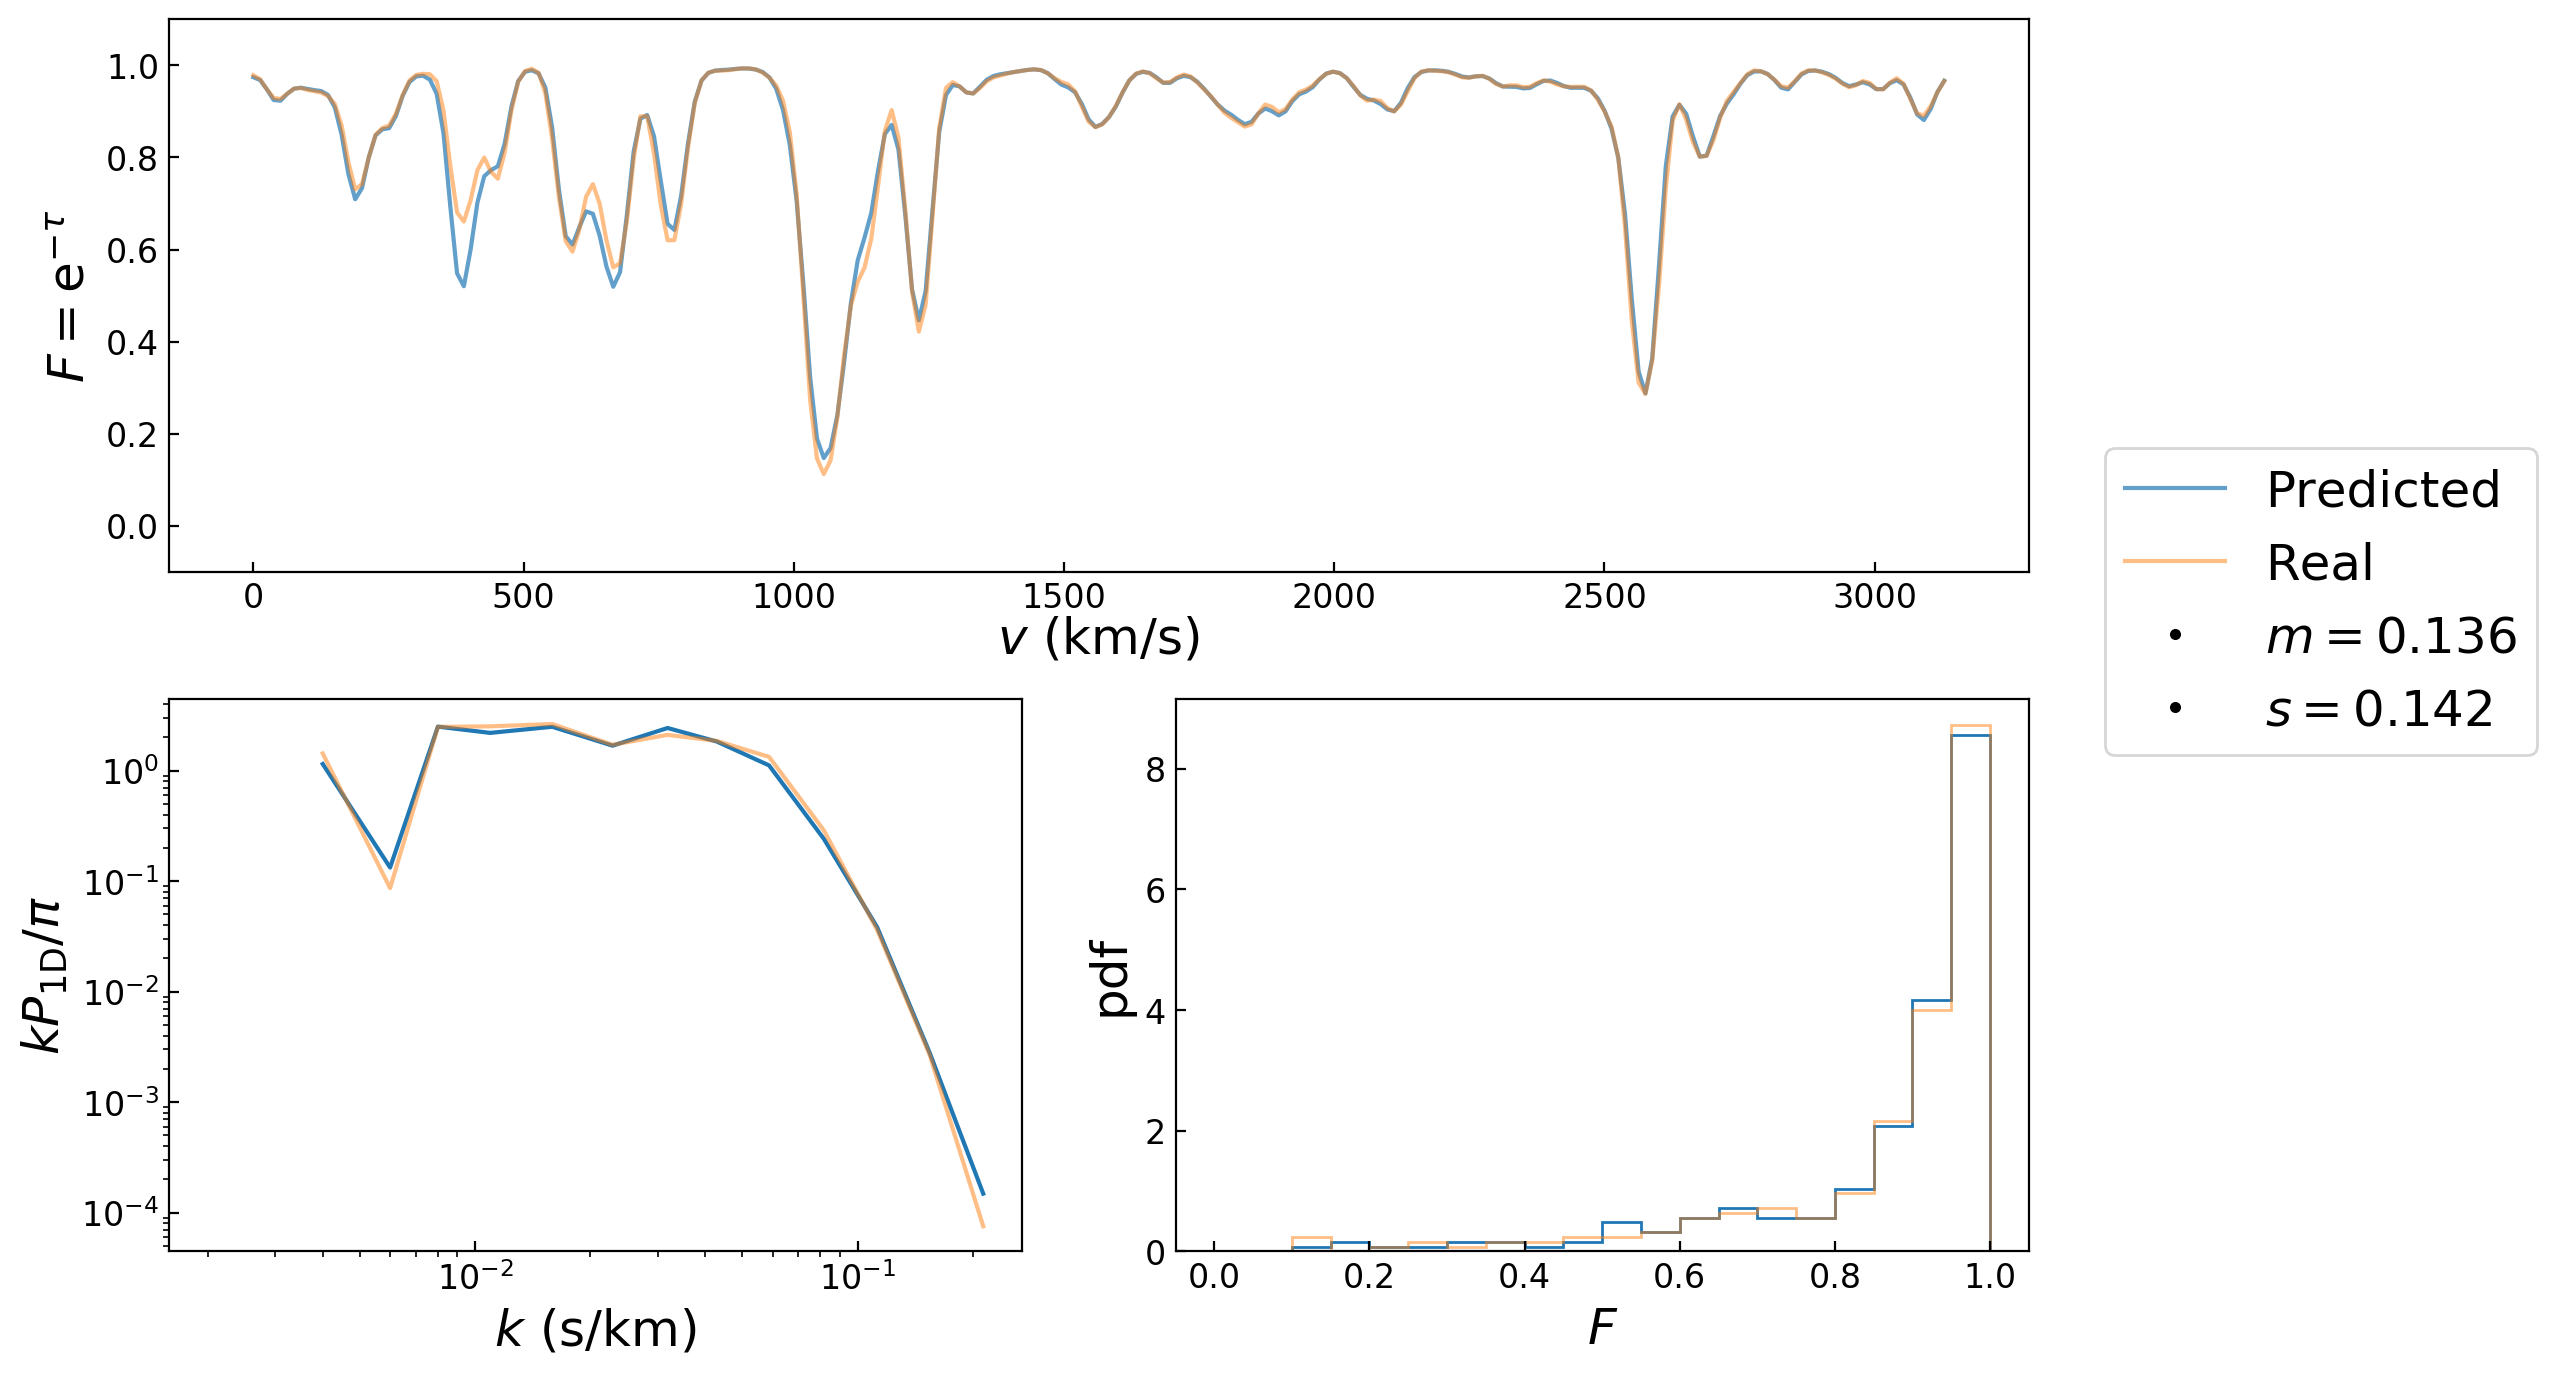 F = e^{−τ}
1.0
0.8
0.6
0.4
0.2
0.0
0 500 1000 1500 2000 2500 3000
v (km/s)
Predicted
Real
m = 0.136
s = 0.142
kP_{1D}/π
10^0
10^{−1}
10^{−2}
10^{−3}
10^{−4}
10^{−2} 10^{−1}
k (s/km)
pdf
8
6
4
2
0
0.0 0.2 0.4 0.6 0.8 1.0
F